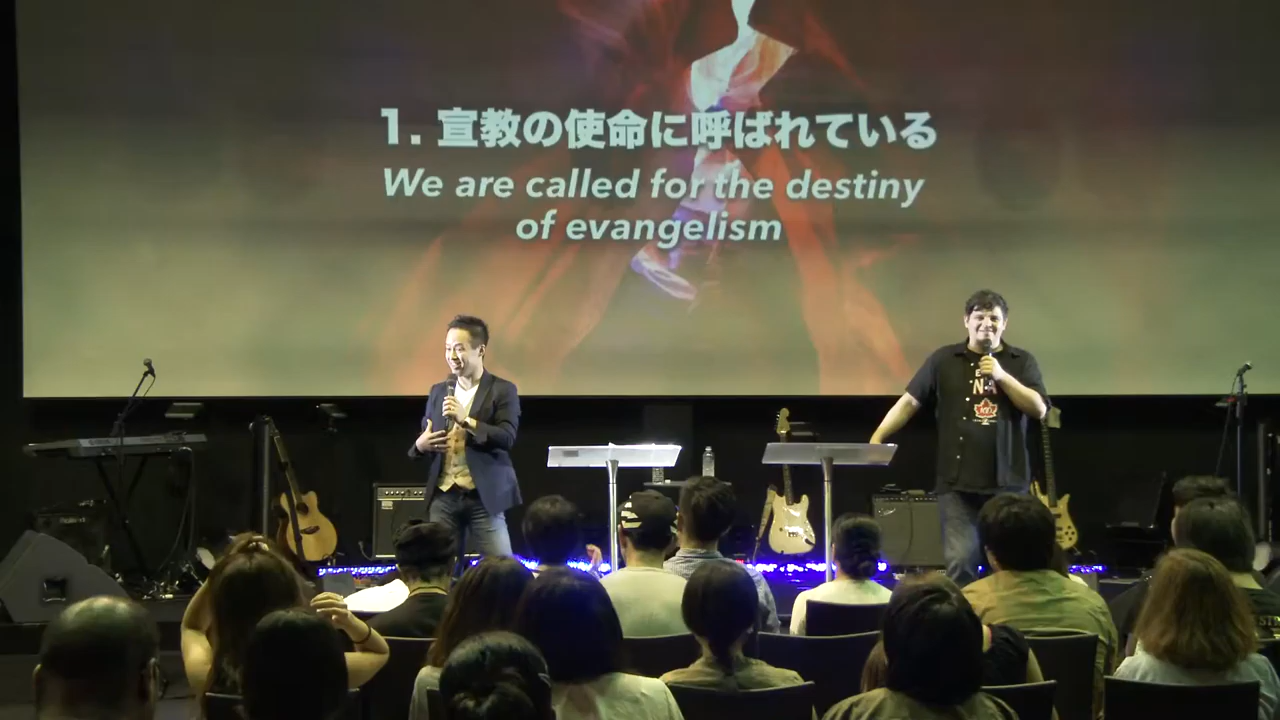 1. 宣教の使命に呼ばれている
We are called for the destiny
of evangelism